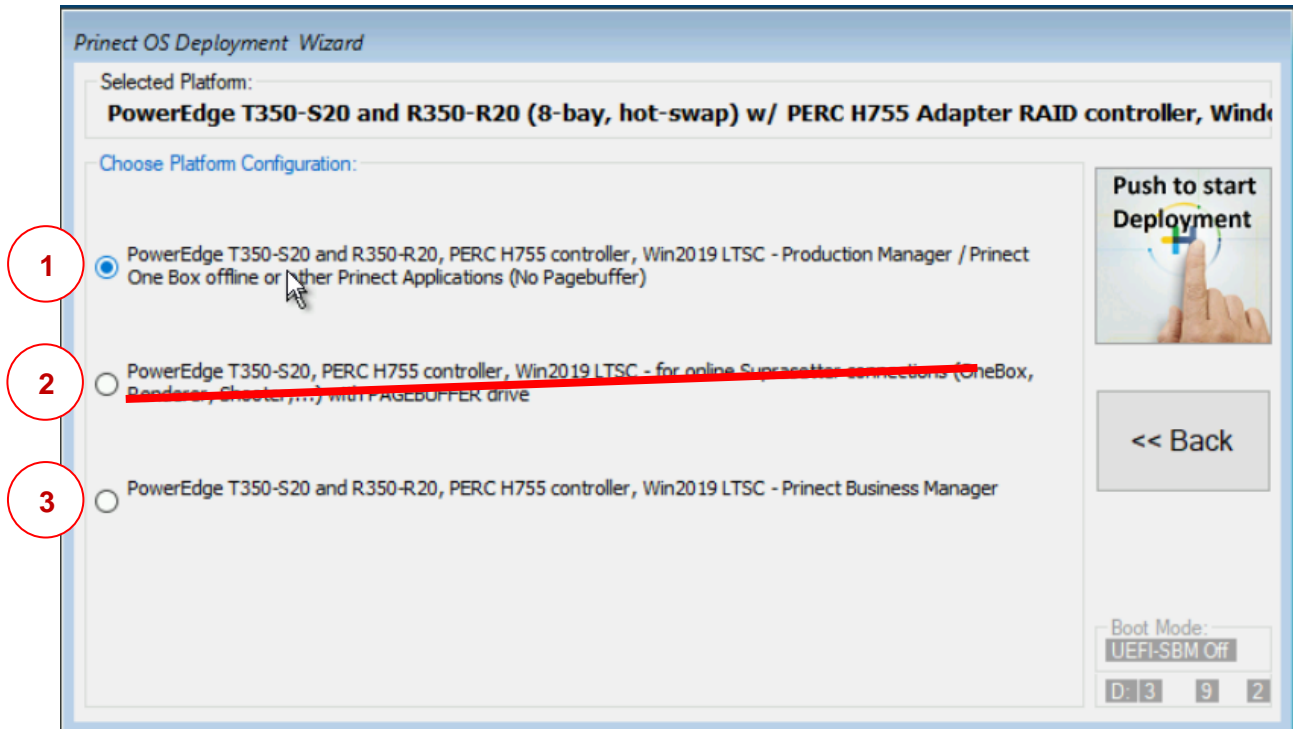 Prinect OS Deployment Wizard
Selected Platform:
PowerEdge T350-S20 and R350-R20 (8-bay, hot-swap) w/ PERC H755 Adapter RAID controller, Windo
Choose Platform Configuration:
Push to start
Deployment
1
PowerEdge T350-S20 and R350-R20, PERC H755 controller, Win2019 LTSC - Production Manager / Prinect
One Box offline or other Prinect Applications (No Pagebuffer)
2
PowerEdge T350-S20, PERC H755 controller, Win2019 LTSC - for online Suprasetter connections (OneBox,
Renderer, Shooter,...) with PAGEBUFFER drive
<< Back
3
PowerEdge T350-S20 and R350-R20, PERC H755 controller, Win2019 LTSC - Prinect Business Manager
Boot Mode:
UEFI-SBM Off
D: 3 9 2